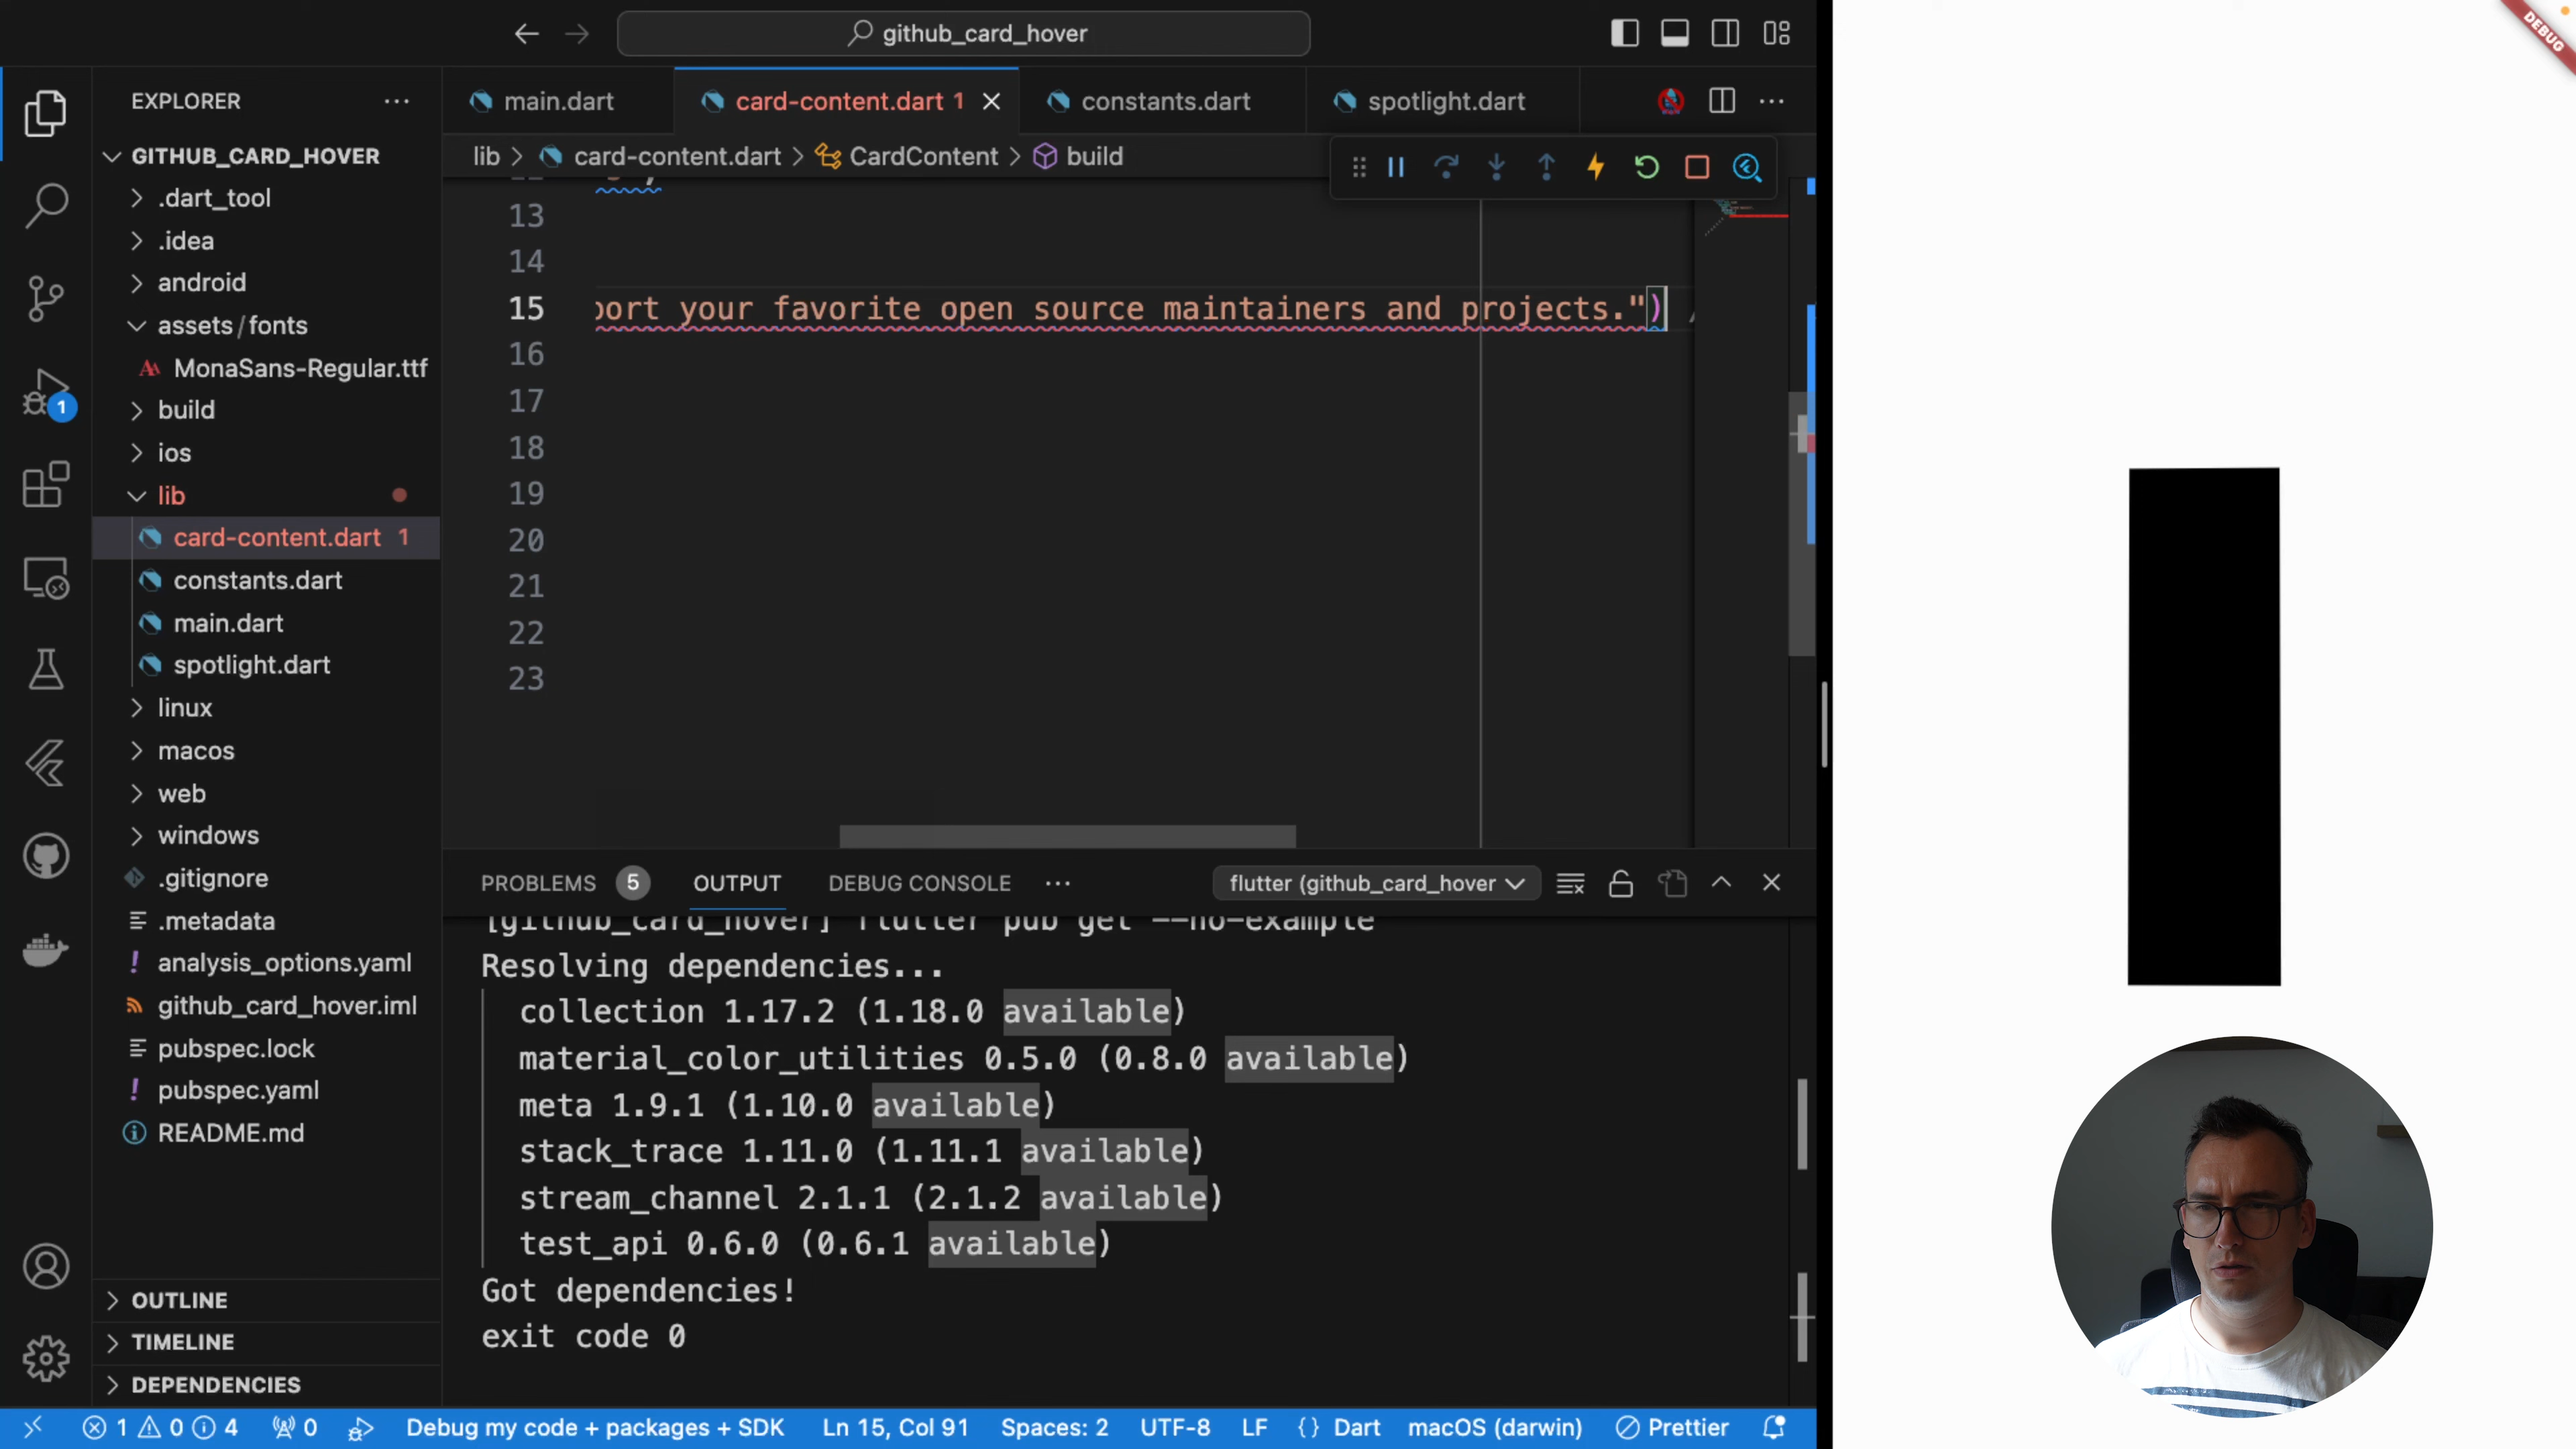 github_card_hover
EXPLORER
main.dart
card-content.dart 1
constants.dart
spotlight.dart
DEBUG
GITHUB_CARD_HOVER
.dart_tool
.idea
android
assets/fonts
MonaSans-Regular.ttf
build
ios
lib
card-content.dart 1
constants.dart
main.dart
spotlight.dart
linux
macos
web
windows
.gitignore
.metadata
analysis_options.yaml
github_card_hover.iml
pubspec.lock
pubspec.yaml
README.md
OUTLINE
TIMELINE
DEPENDENCIES
1
lib > card-content.dart > CardContent > build
13
14
15 port your favorite open source maintainers and projects.")
16
17
18
19
20
21
22
23
PROBLEMS 5 OUTPUT DEBUG CONSOLE flutter (github_card_hover
[github_card_hover] flutter pub get --no-example
Resolving dependencies...
collection 1.17.2 (1.18.0 available)
material_color_utilities 0.5.0 (0.8.0 available)
meta 1.9.1 (1.10.0 available)
stack_trace 1.11.0 (1.11.1 available)
stream_channel 2.1.1 (2.1.2 available)
test_api 0.6.0 (0.6.1 available)
Got dependencies!
exit code 0
1 0 4 0 Debug my code + packages + SDK Ln 15, Col 91 Spaces: 2 UTF-8 LF {} Dart macOS (darwin) Prettier